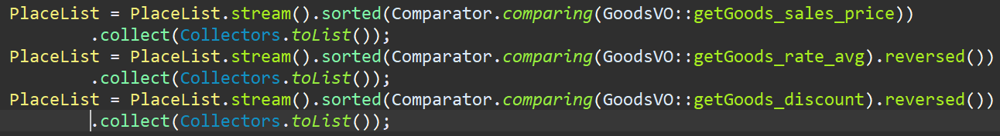 PlaceList = PlaceList.stream().sorted(Comparator.comparing(GoodsVO::getGoods_sales_price))
        .collect(Collectors.toList());
PlaceList = PlaceList.stream().sorted(Comparator.comparing(GoodsVO::getGoods_rate_avg).reversed())
        .collect(Collectors.toList());
PlaceList = PlaceList.stream().sorted(Comparator.comparing(GoodsVO::getGoods_discount).reversed())
        .collect(Collectors.toList());